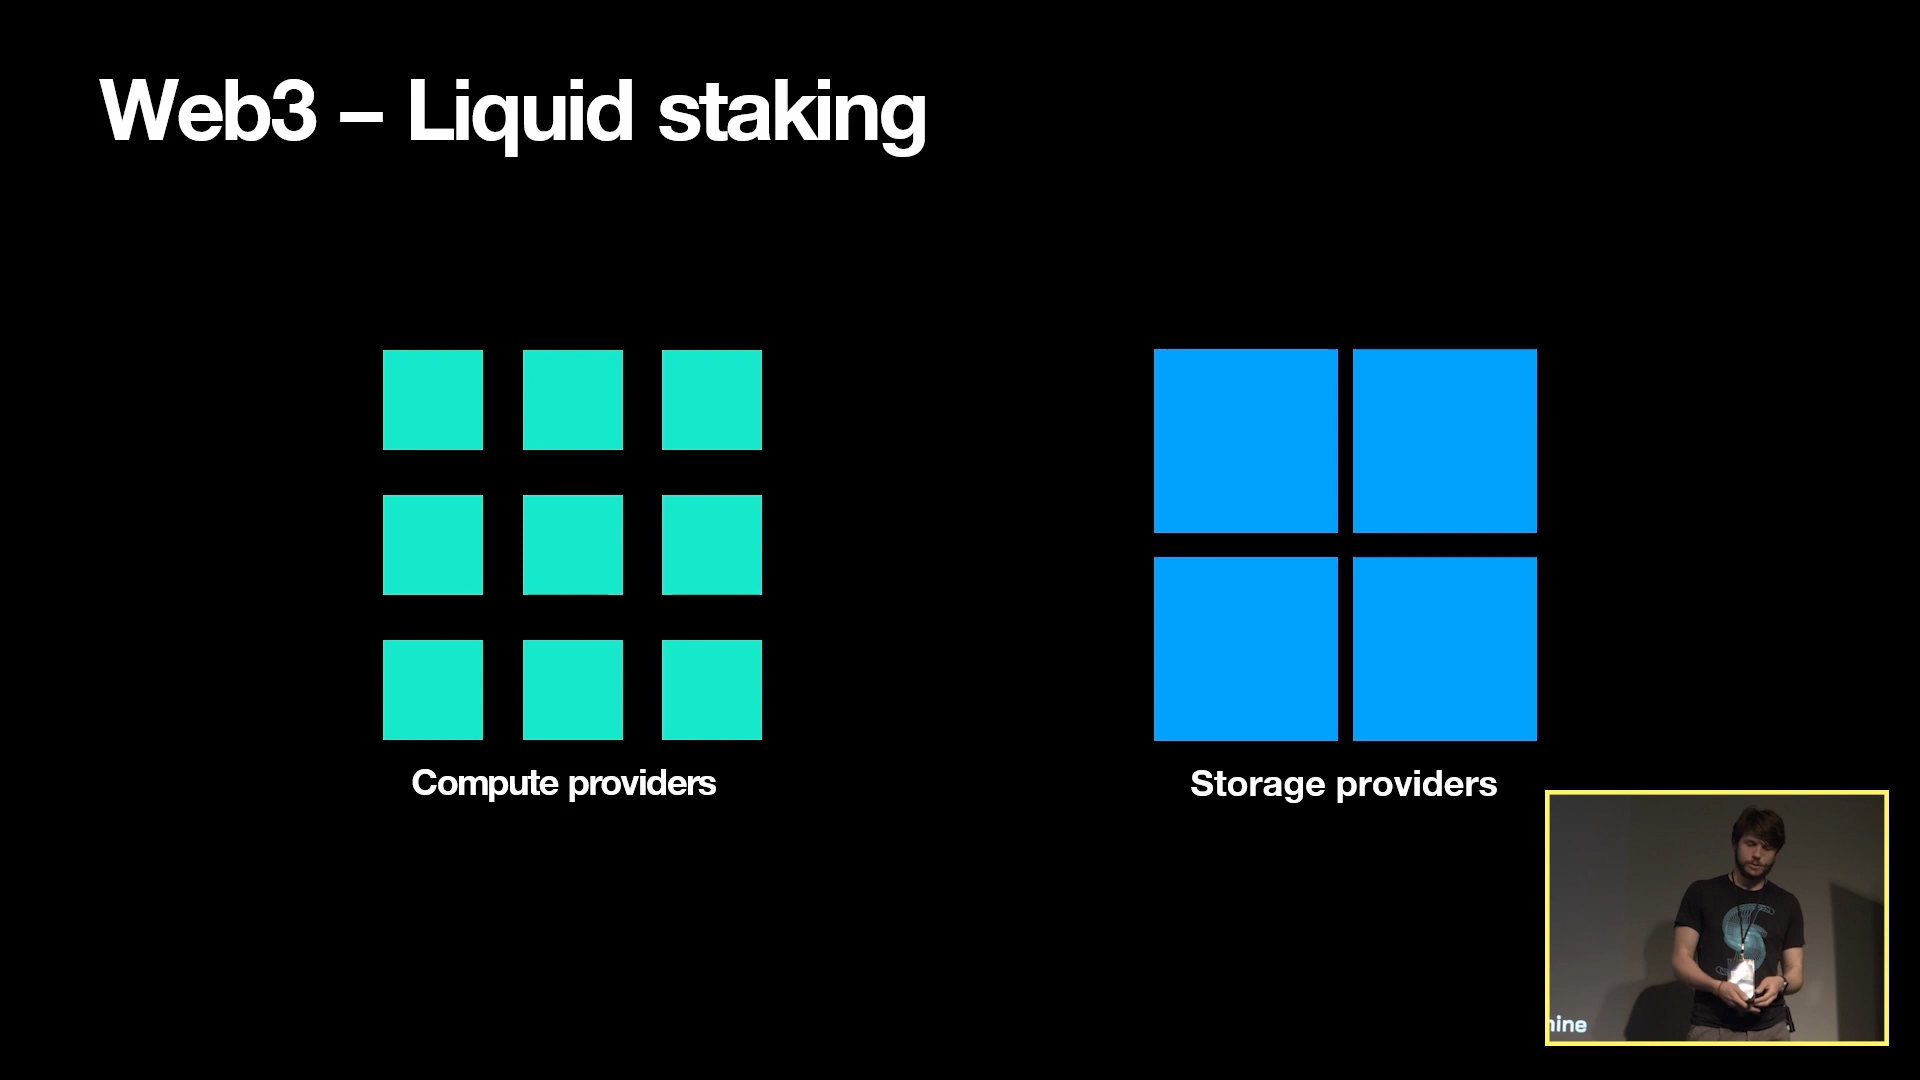 Web3 – Liquid staking
Compute providers
Storage providers